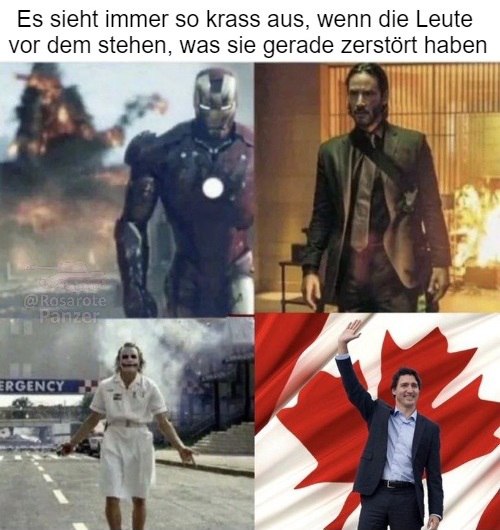 Es sieht immer so krass aus, wenn die Leute
vor dem stehen, was sie gerade zerstört haben
@Rosarote
Panzer
ERGENCY